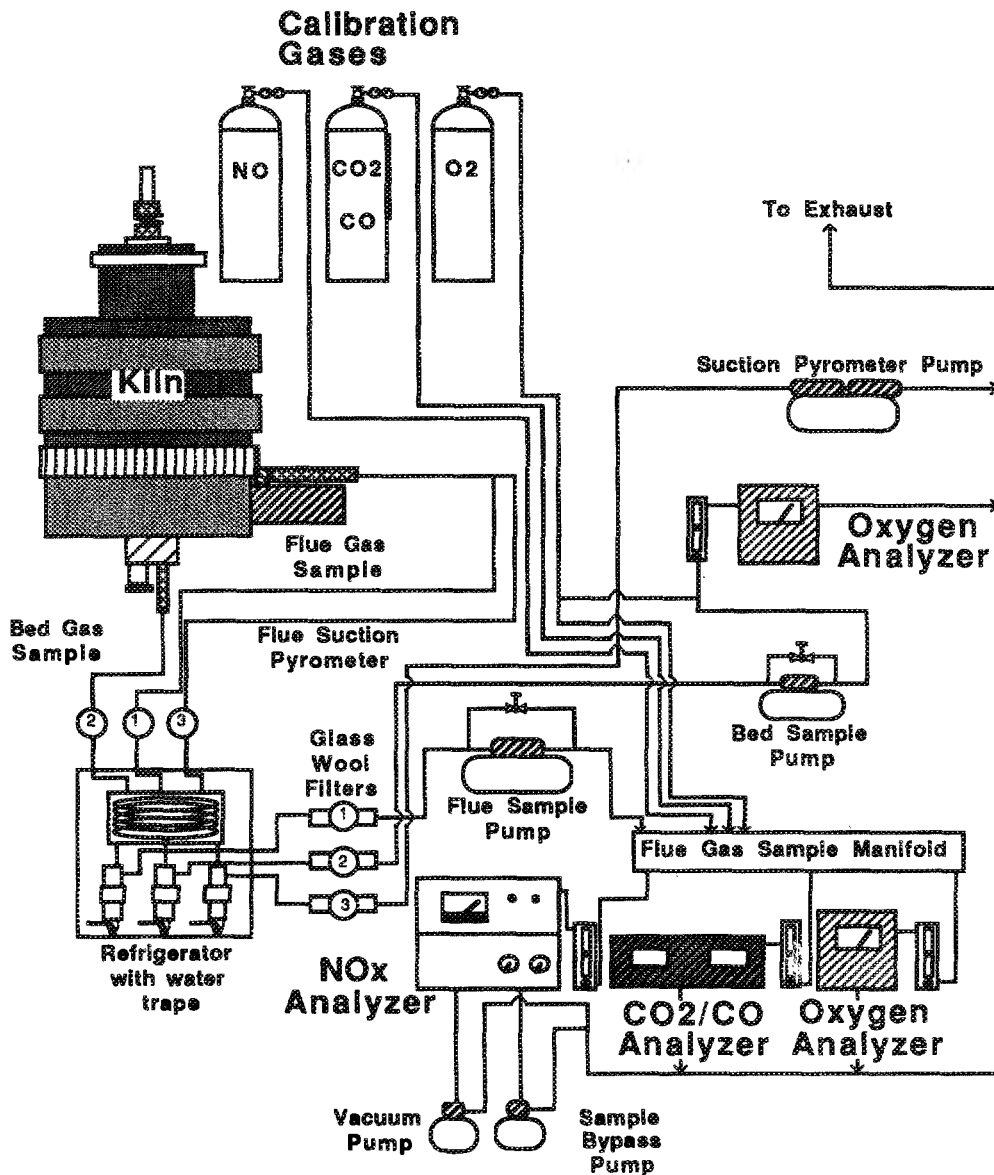 Calibration
Gases
NO
CO2
CO
O2
To Exhaust
Kiln
Suction Pyrometer Pump
Oxygen
Analyzer
Flue Gas
Sample
Bed Gas
Sample
Flue Suction
Pyrometer
2
1
3
Glass
Wool
Filters
Bed Sample
Pump
1
Flue Sample
Pump
2
3
Flue Gas Sample Manifold
Refrigerator
with water
traps
NOx
Analyzer
CO2/CO
Analyzer
Oxygen
Analyzer
Vacuum
Pump
Sample
Bypass
Pump